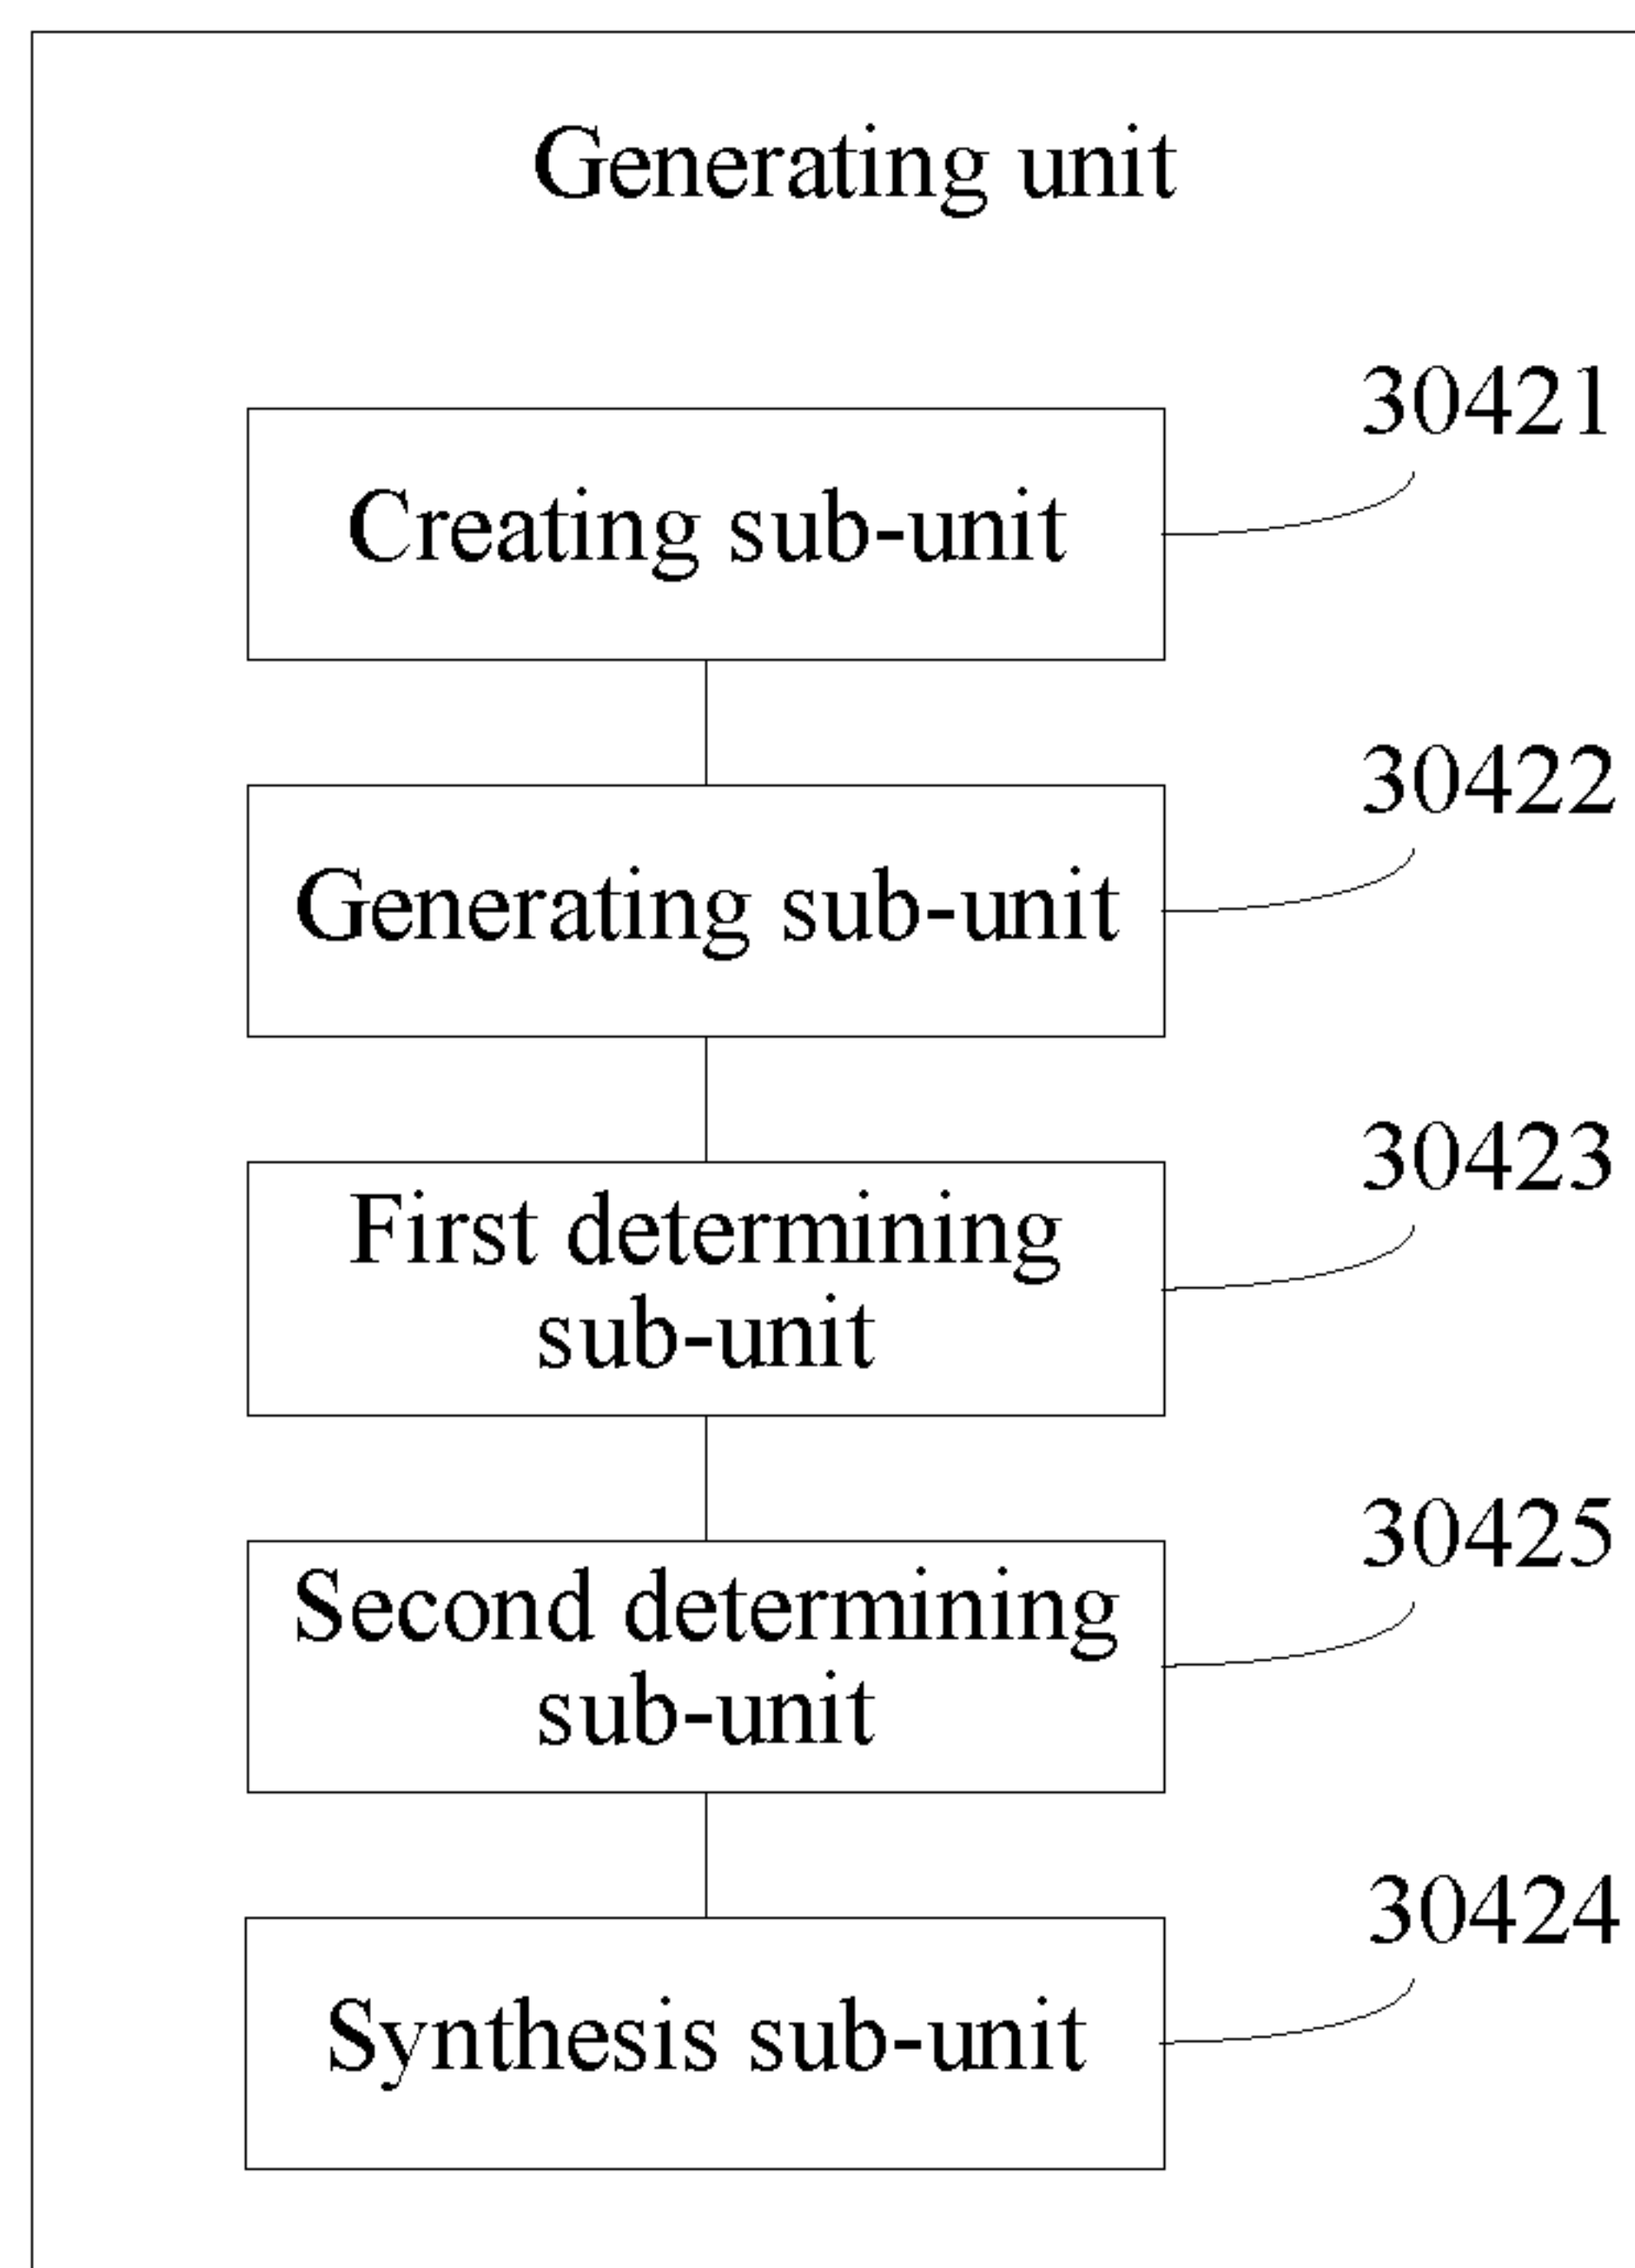 Generating unit
30421
Creating sub-unit
30422
Generating sub-unit
30423
First determining
sub-unit
30425
Second determining
sub-unit
30424
Synthesis sub-unit